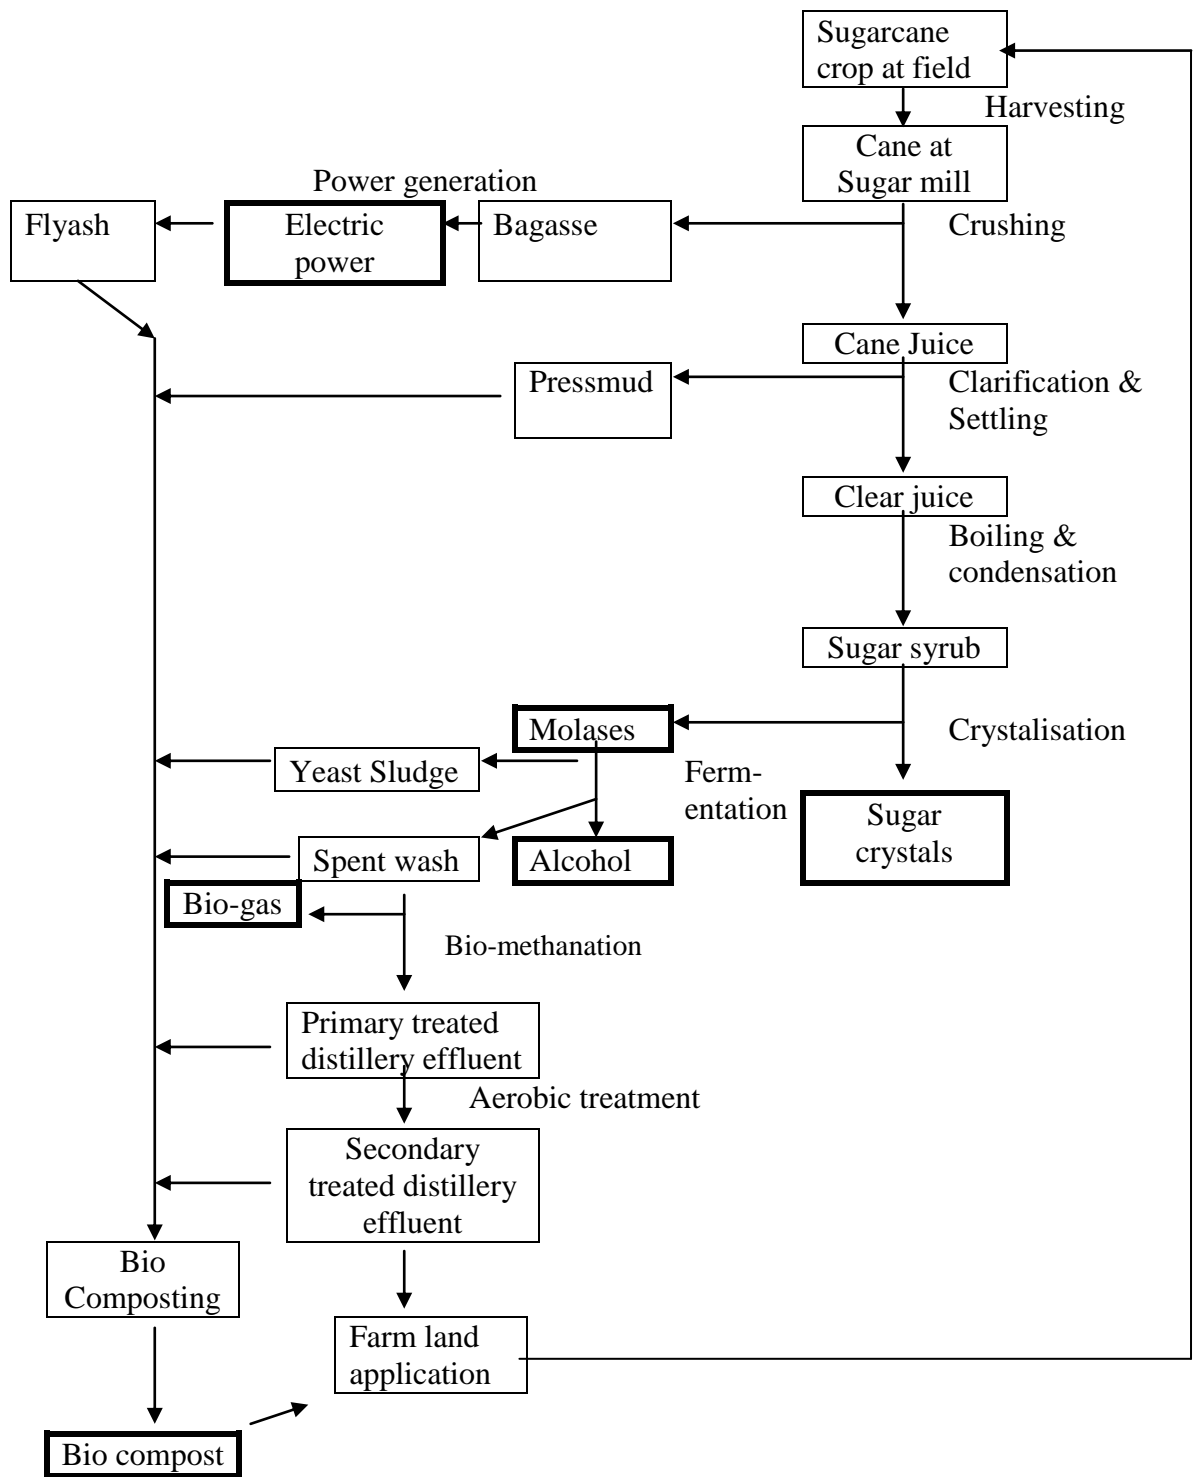 Sugarcane
crop at field
Harvesting
Cane at
Sugar mill
Power generation
Flyash
Electric
power
Bagasse
Crushing
Cane Juice
Pressmud
Clarification &
Settling
Clear juice
Boiling &
condensation
Sugar syrub
Molases
Crystalisation
Yeast Sludge
Ferm-
entation
Sugar
crystals
Spent wash
Alcohol
Bio-gas
Bio-methanation
Primary treated
distillery effluent
Aerobic treatment
Secondary
treated distillery
effluent
Bio
Composting
Farm land
application
Bio compost